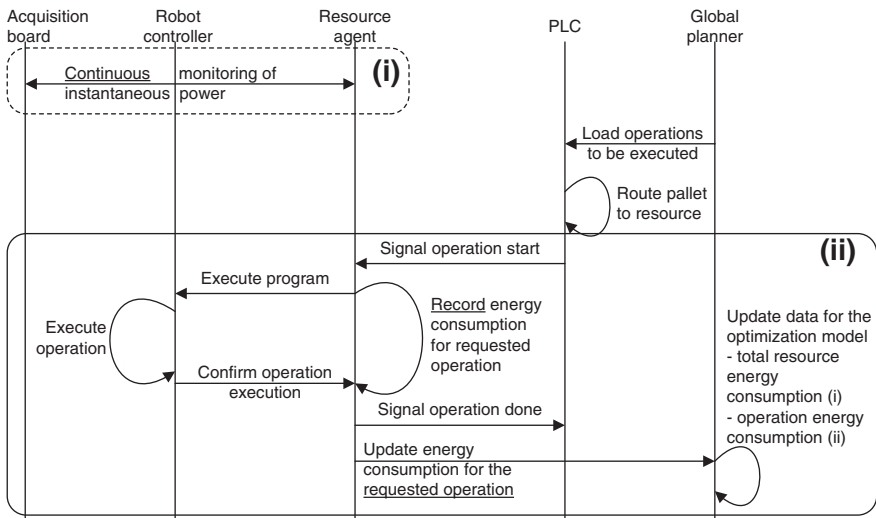 Acquisition
board
Robot
controller
Resource
agent
PLC
Global
planner
(i)
Continuous monitoring of
instantaneous power
Load operations
to be executed
Route pallet
to resource
(ii)
Signal operation start
Execute program
Record energy
consumption
for requested
operation
Execute
operation
Update data for the
optimization model
- total resource
energy
consumption (i)
- operation energy
consumption (ii)
Confirm operation
execution
Signal operation done
Update energy
consumption for the
requested operation